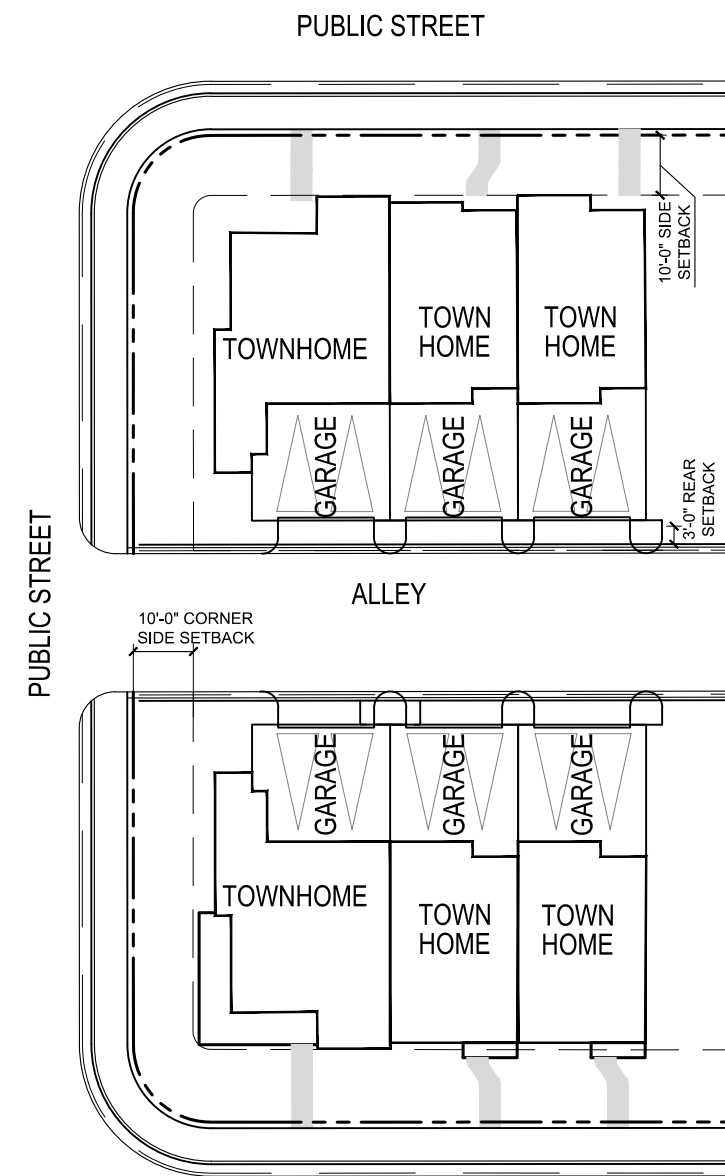 PUBLIC STREET
10'-0" SIDE
SETBACK
TOWNHOME
TOWN
HOME
TOWN
HOME
GARAGE
GARAGE
GARAGE
3'-0" REAR
SETBACK
PUBLIC STREET
ALLEY
10'-0" CORNER
SIDE SETBACK
GARAGE
GARAGE
GARAGE
TOWNHOME
TOWN
HOME
TOWN
HOME